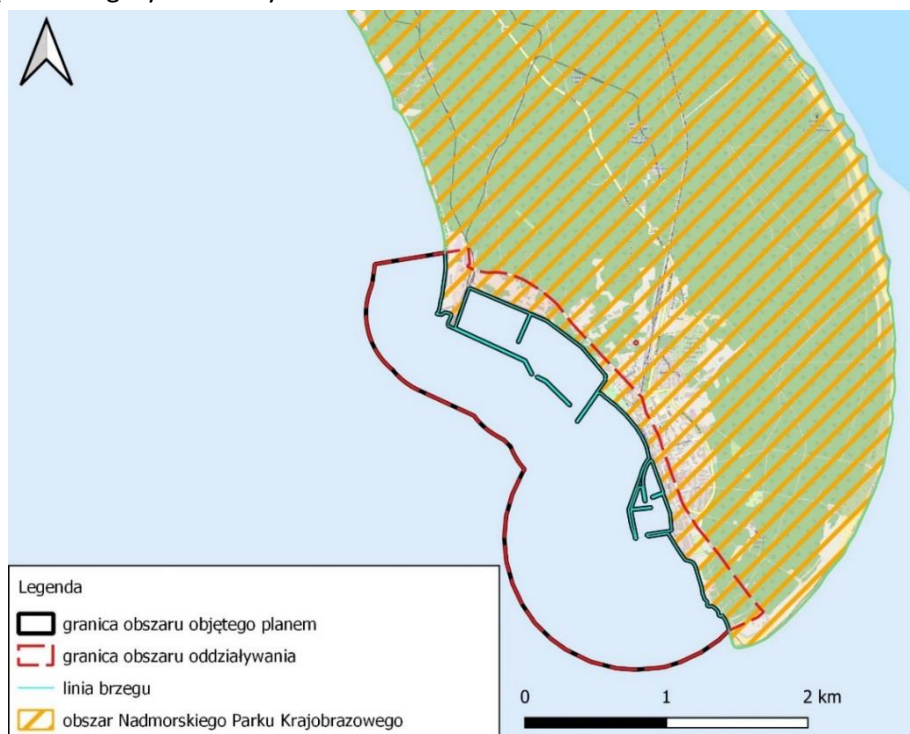 Legenda
granica obszaru objętego planem
granica obszaru oddziaływania
linia brzegu
obszar Nadmorskiego Parku Krajobrazowego
0 1 2 km